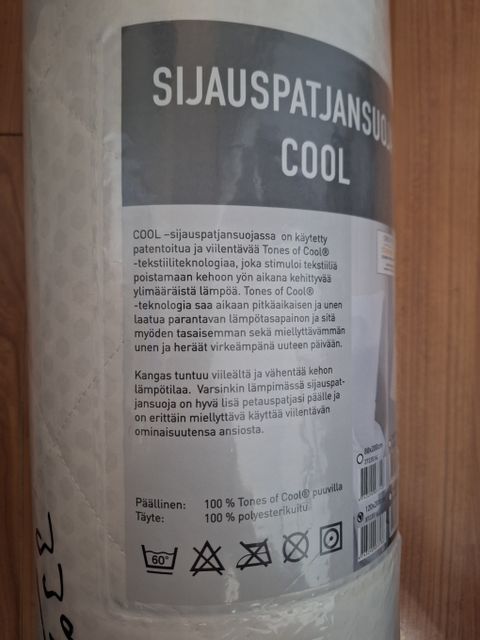 SIJAUSPATJANSUOJA
COOL
COOL –sijauspatjansuojassa on käytetty
patentoitua ja viilentävää Tones of Cool®
-tekstiiliteknologiaa, joka stimuloi tekstiiliä
poistamaan kehoon yön aikana kehittyvää
ylimääräistä lämpöä. Tones of Cool®
-teknologia saa aikaan pitkäaikaisen ja unen
laatua parantavan lämpötasapainon ja sitä
myöden tasaisemman sekä miellyttävämmän
unen ja heräät virkeämpänä uuteen päivään.
Kangas tuntuu viileältä ja vähentää kehon
lämpötilaa. Varsinkin lämpimässä sijauspat-
jansuoja on hyvä lisä petauspatjasi päälle ja
on erittäin miellyttävä käyttää viilentävän
ominaisuutensa ansiosta.
80x200cm
Päällinen: 100 % Tones of Cool® puuvilla
Täyte: 100 % polyesterikuitu
60°